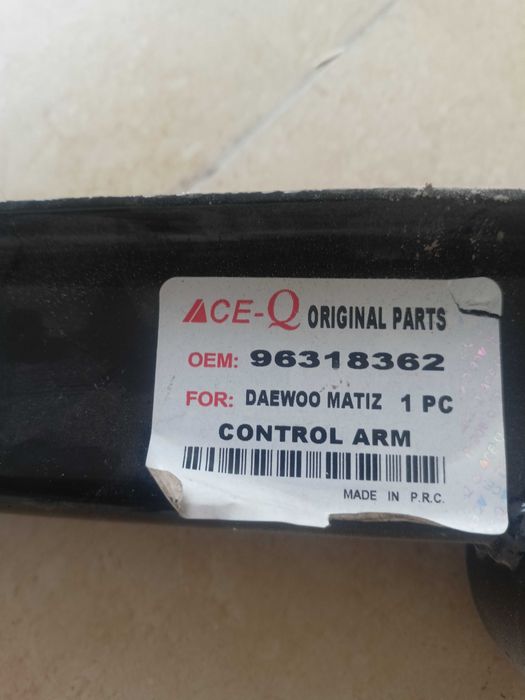 ACE-Q ORIGINAL PARTS
OEM: 96318362
FOR: DAEWOO MATIZ 1 PC
CONTROL ARM
MADE IN P.R.C.